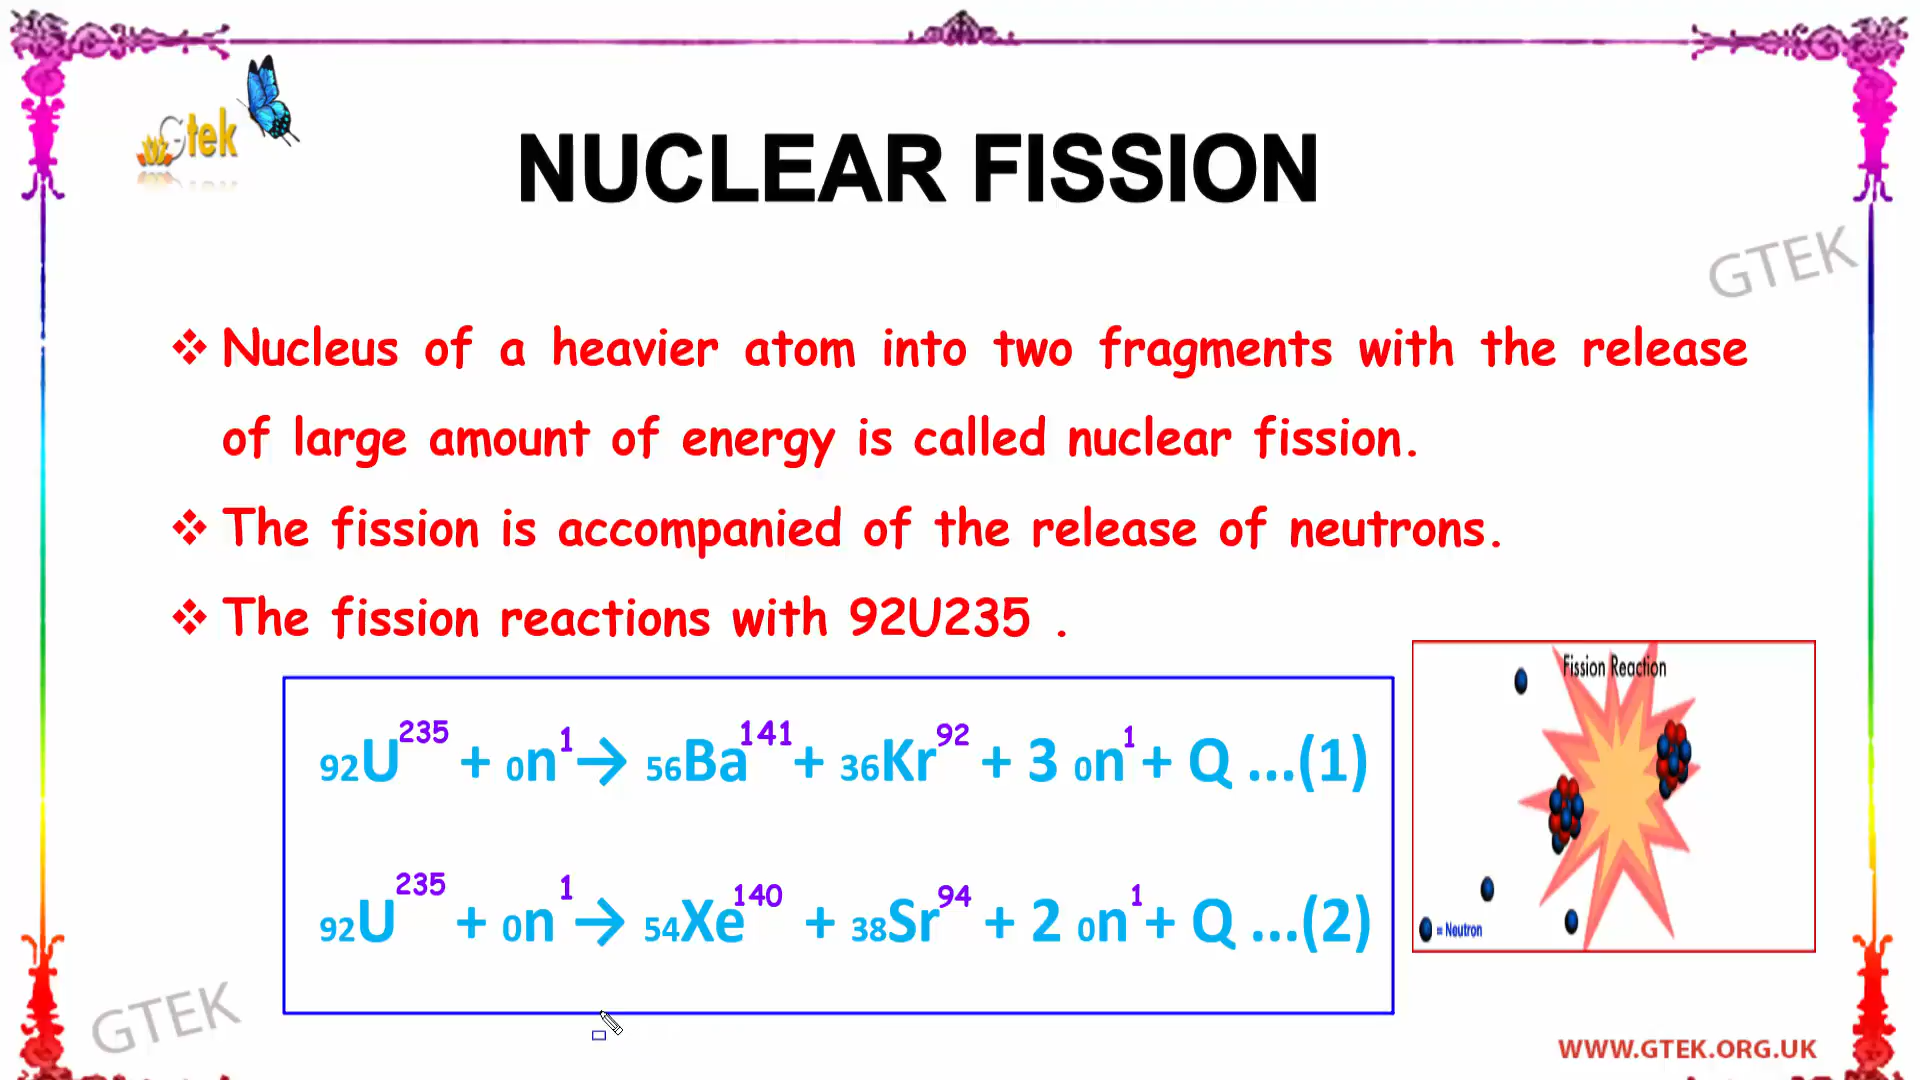 Gtek
NUCLEAR FISSION
GTEK
❖ Nucleus of a heavier atom into two fragments with the release
of large amount of energy is called nuclear fission.
❖ The fission is accompanied of the release of neutrons.
❖ The fission reactions with 92U235 .
₉₂U²³⁵ + ₀n¹→ ₅₆Ba¹⁴¹+ ₃₆Kr⁹² + 3 ₀n¹+ Q ...(1)
₉₂U²³⁵ + ₀n¹→ ₅₄Xe¹⁴⁰ + ₃₈Sr⁹⁴ + 2 ₀n¹+ Q ...(2)
Fission Reaction
= Neutron
GTEK
WWW.GTEK.ORG.UK